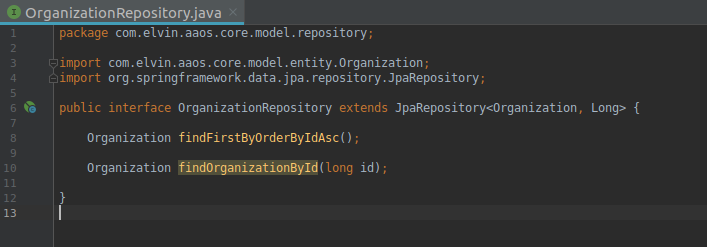 OrganizationRepository.java
1 package com.elvin.aaos.core.model.repository;
2
3 import com.elvin.aaos.core.model.entity.Organization;
4 import org.springframework.data.jpa.repository.JpaRepository;
5
6 public interface OrganizationRepository extends JpaRepository<Organization, Long> {
7
8 Organization findFirstByOrderByIdAsc();
9
10 Organization findOrganizationById(long id);
11
12 }
13